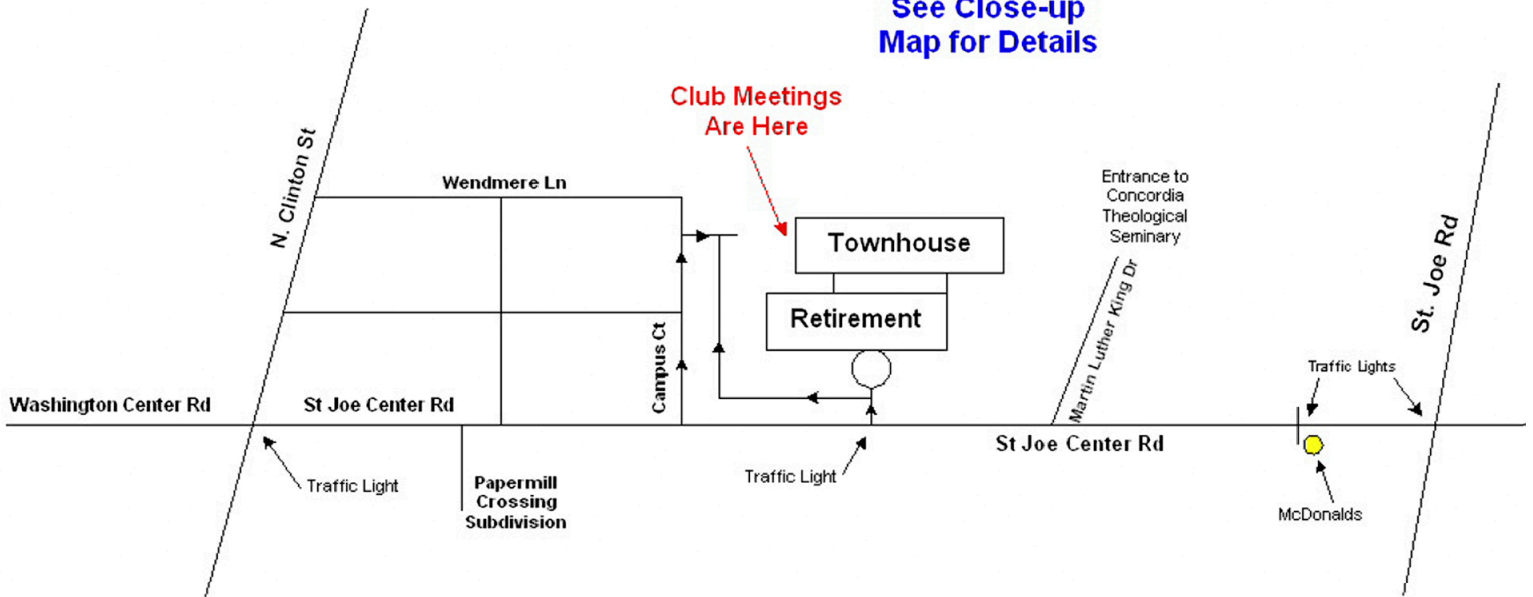 See Close-up
Map for Details
Club Meetings
Are Here
N. Clinton St
Wendmere Ln
Townhouse
Retirement
Entrance to
Concordia
Theological
Seminary
Martin Luther King Dr
St. Joe Rd
Campus Ct
Traffic Lights
Washington Center Rd
St Joe Center Rd
St Joe Center Rd
Traffic Light
Papermill
Crossing
Subdivision
Traffic Light
McDonalds